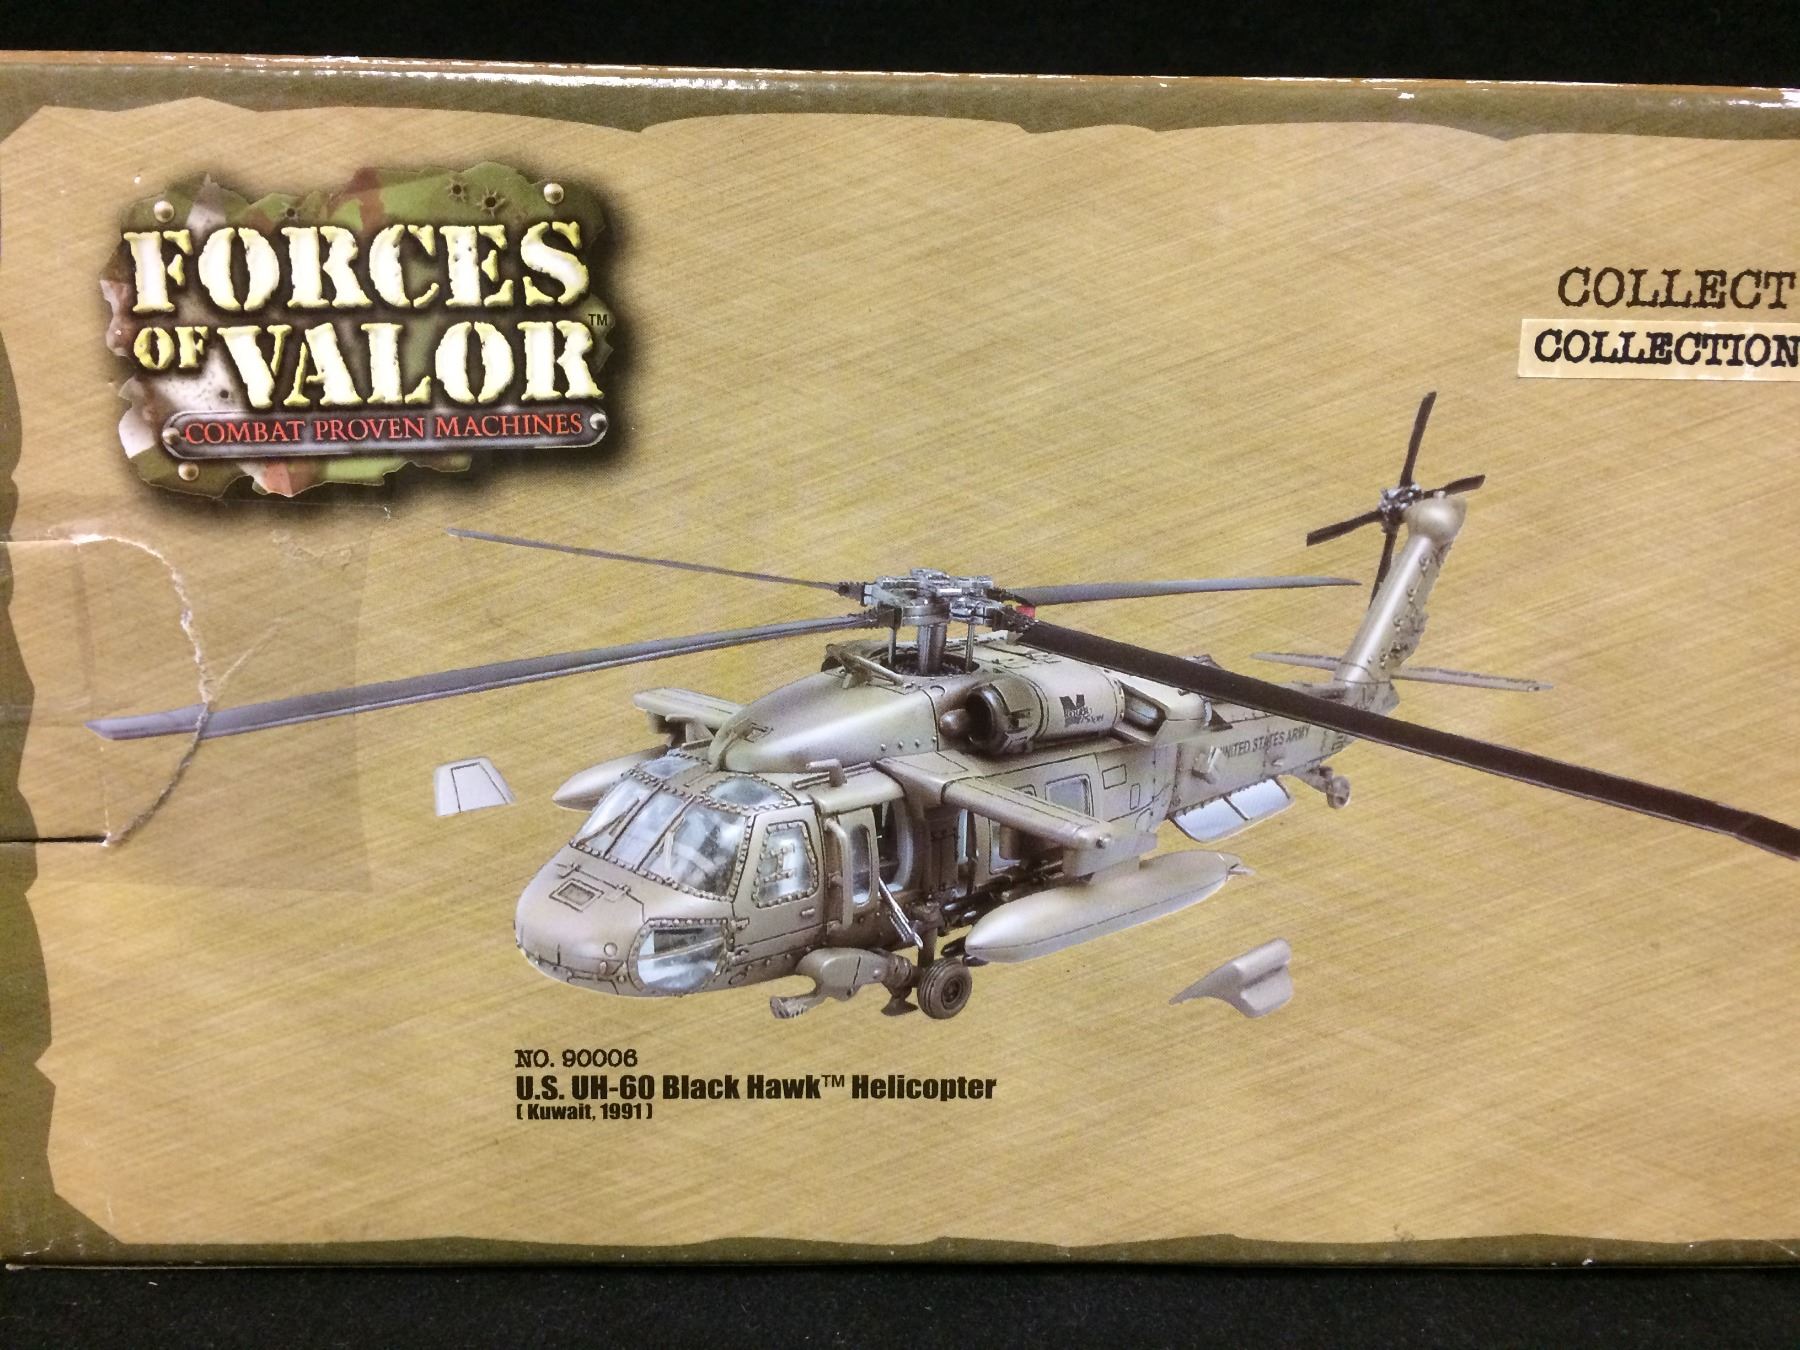 FORCES
OF VALOR™
COMBAT PROVEN MACHINES
COLLECT
COLLECTION
UNITED STATES ARMY
NO. 90006
U.S. UH-60 Black Hawk™ Helicopter
( Kuwait, 1991 )